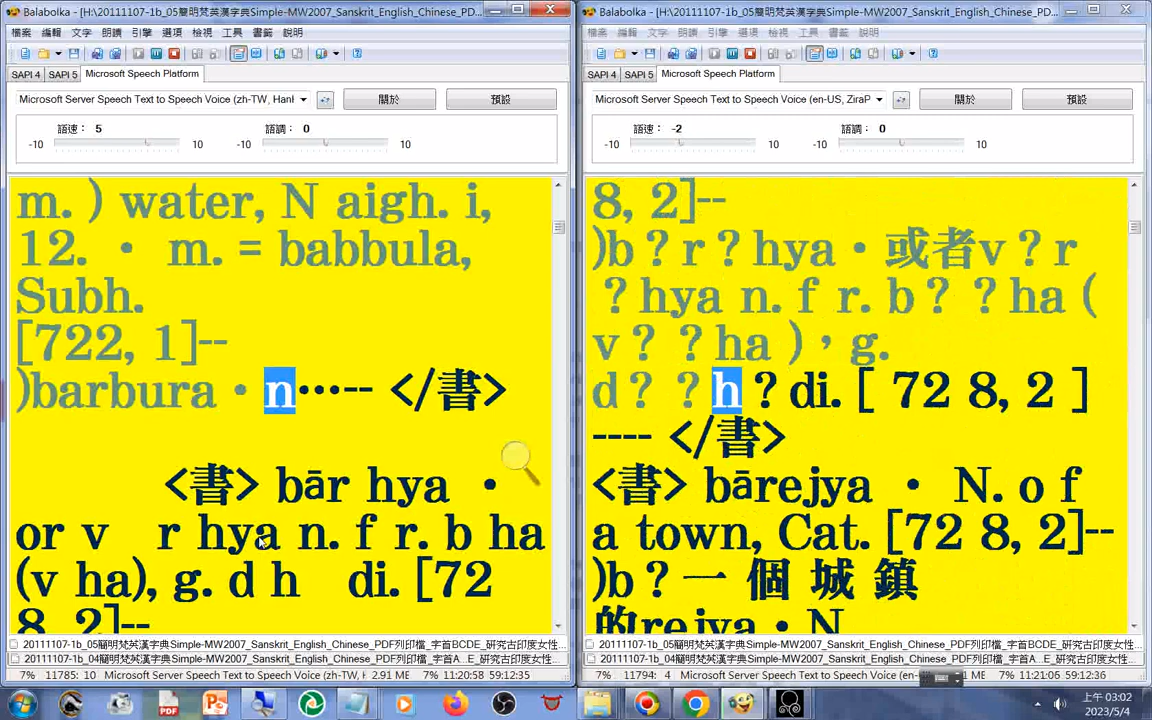 Balabolka - [H:\20111107-1b_05簡明梵英漢字典Simple-MW2007_Sanskrit_English_Chinese_PD...
檔案 編輯 文字 朗讀 引擎 選項 檢視 工具 書籤 說明
SAPI 4 SAPI 5 Microsoft Speech Platform
Microsoft Server Speech Text to Speech Voice (zh-TW, HanH
關於 預設
語速： 5 語調： 0
-10 10 -10 10
m. ) water, N aigh. i,
12. • m. = babbula,
Subh.
[722, 1]--
)barbura • n…-- </書>
<書> bār hya •
or v r hya n. f r. b ha
(v ha), g. d h di. [72
8, 2]--
20111107-1b_05簡明梵英漢字典Simple-MW2007_Sanskrit_English_Chinese_PDF列印檔_字首BCDE_研究古印度女性...
20111107-1b_04簡明梵英漢字典Simple-MW2007_Sanskrit_English_Chinese_PDF列印檔_字首A...E_研究古印度女性...
7% 11785: 10 Microsoft Server Speech Text to Speech Voice (zh-TW, H 2.91 ME 7% 11:20:58 59:12:35
Balabolka - [H:\20111107-1b_05簡明梵英漢字典Simple-MW2007_Sanskrit_English_Chinese_PD...
檔案 編輯 文字 朗讀 引擎 選項 檢視 工具 書籤 說明
SAPI 4 SAPI 5 Microsoft Speech Platform
Microsoft Server Speech Text to Speech Voice (en-US, ZiraP
關於 預設
語速： -2 語調： 0
-10 10 -10 10
8, 2]--
)b？r？hya•或者v？r
？hya n. f r. b？？ha (
v？？ha )，g.
d？？h？di. [ 72 8, 2 ]
---- </書>
<書> bārejya • N. o f
a town, Cat. [72 8, 2]--
)b？一 個 城 鎮
的rejya•N
20111107-1b_05簡明梵英漢字典Simple-MW2007_Sanskrit_English_Chinese_PDF列印檔_字首BCDE_研究古印度女性...
20111107-1b_04簡明梵英漢字典Simple-MW2007_Sanskrit_English_Chinese_PDF列印檔_字首A...E_研究古印度女性...
7% 11794: 4 Microsoft Server Speech Text to Speech Voice (en-US, ME 7% 11:21:06 59:12:36
上午 03:02
2023/5/4